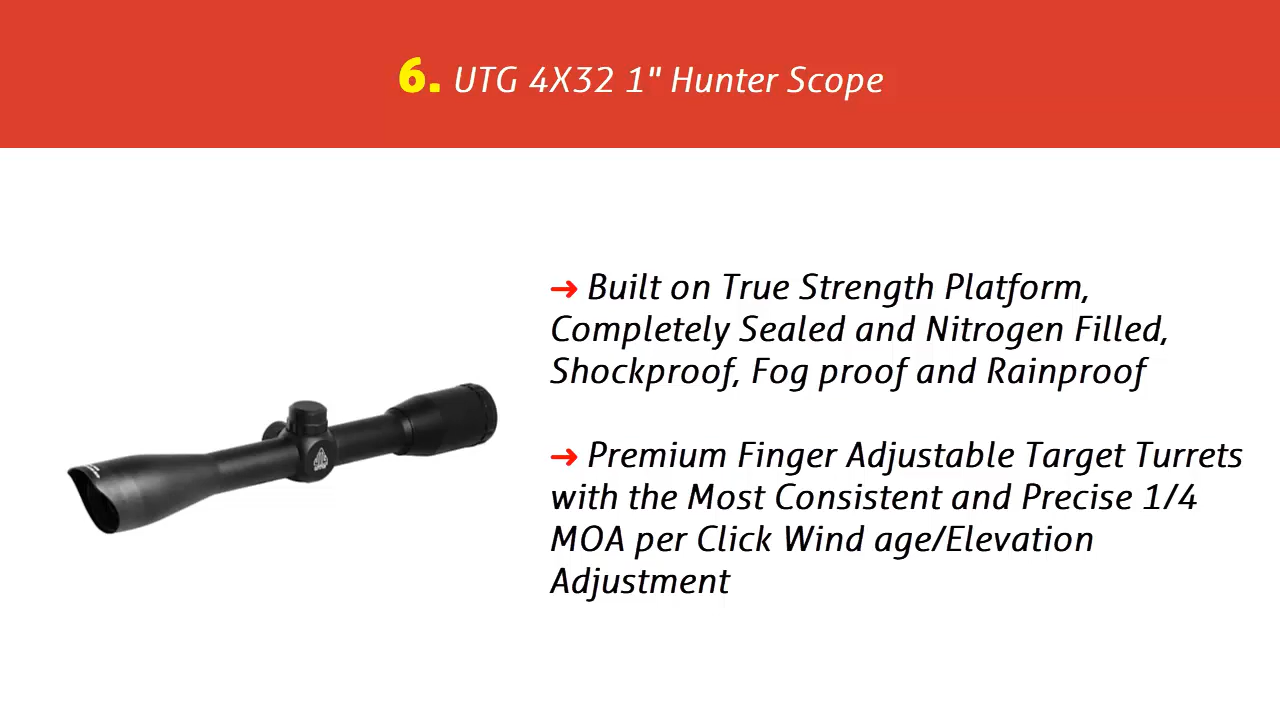 6. UTG 4X32 1" Hunter Scope
➜ Built on True Strength Platform,
Completely Sealed and Nitrogen Filled,
Shockproof, Fog proof and Rainproof
➜ Premium Finger Adjustable Target Turrets
with the Most Consistent and Precise 1/4
MOA per Click Wind age/Elevation
Adjustment